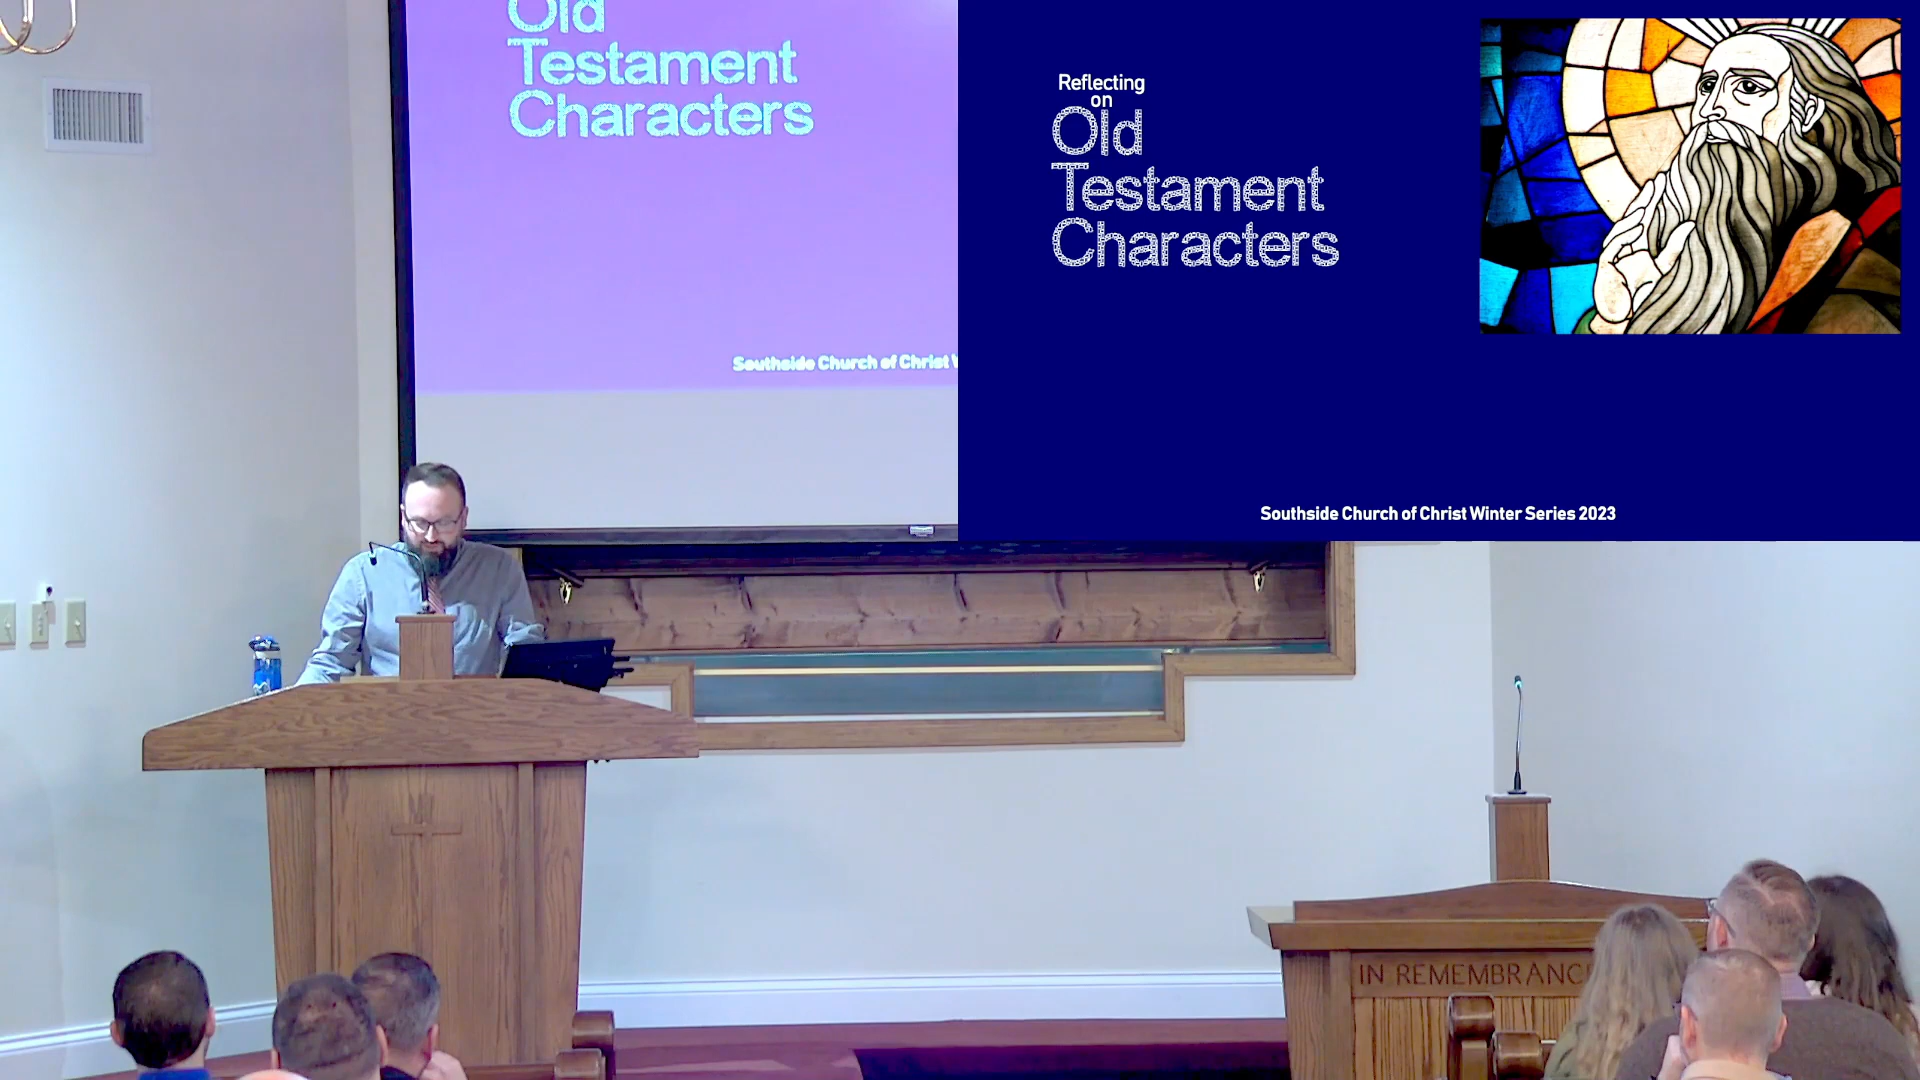 Old
Testament
Characters
Southside Church of Christ
Reflecting
on
Old
Testament
Characters
Southside Church of Christ Winter Series 2023
IN REMEMBRANC